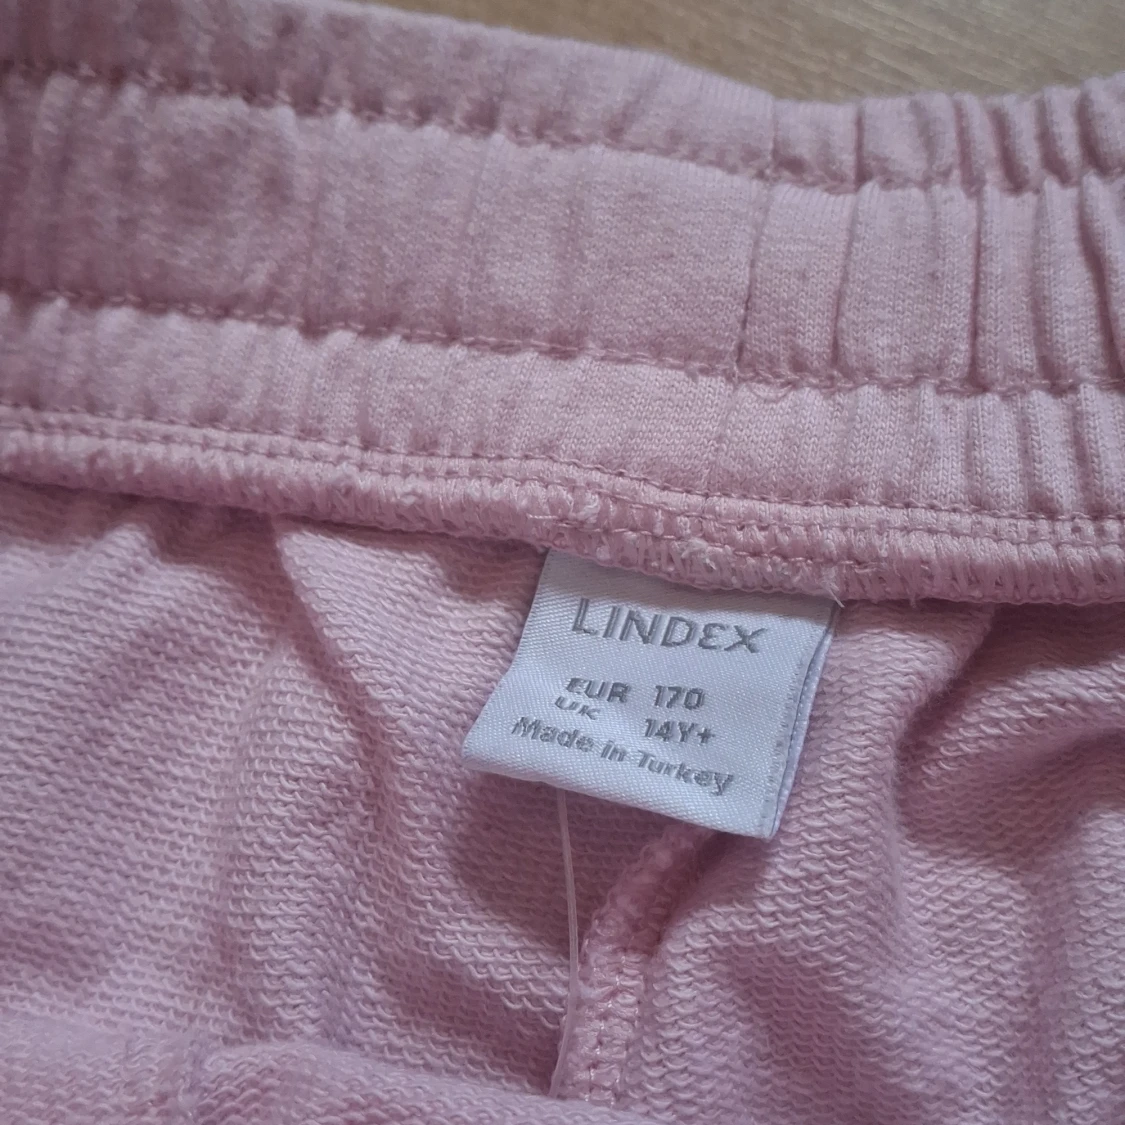 LINDEX
EUR 170
UK 14Y+
Made in Turkey